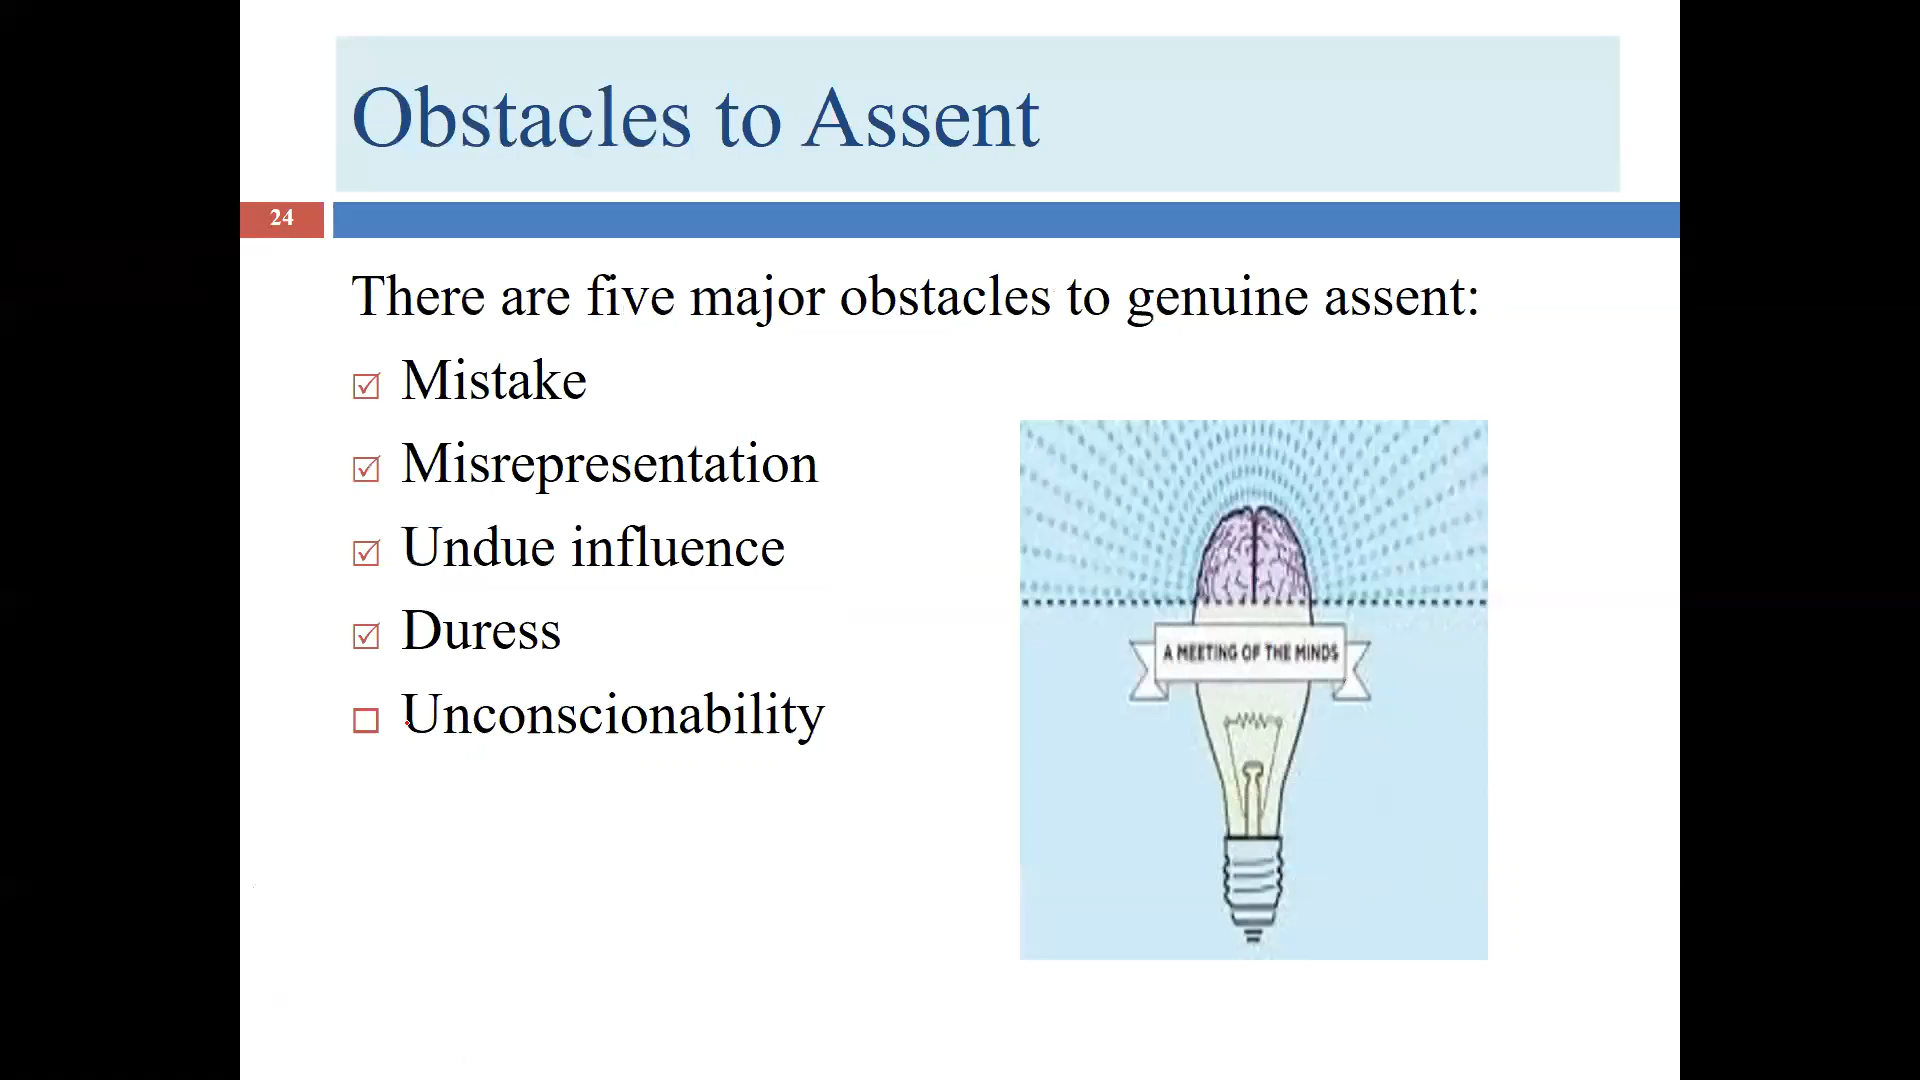 Obstacles to Assent
24
There are five major obstacles to genuine assent:
Mistake
Misrepresentation
Undue influence
Duress
Unconscionability
A MEETING OF THE MINDS